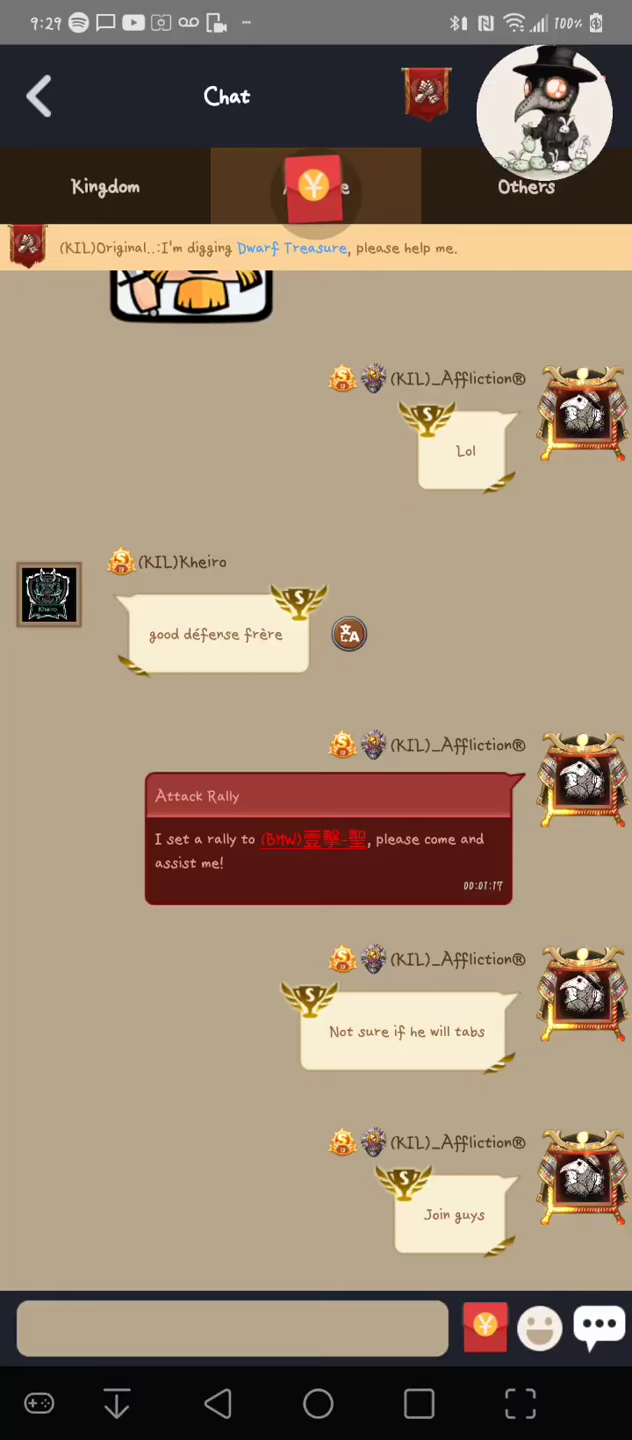 9:29
100%
Chat
Kingdom
Others
(KIL)Original..:I'm digging Dwarf Treasure, please help me.
(KIL)_Affliction®
Lol
(KIL)Kheiro
Kheiro
good défense frère
(KIL)_Affliction®
Attack Rally
I set a rally to (BMW)壹擊-聖, please come and
assist me!
00:01:17
(KIL)_Affliction®
Not sure if he will tabs
(KIL)_Affliction®
Join guys